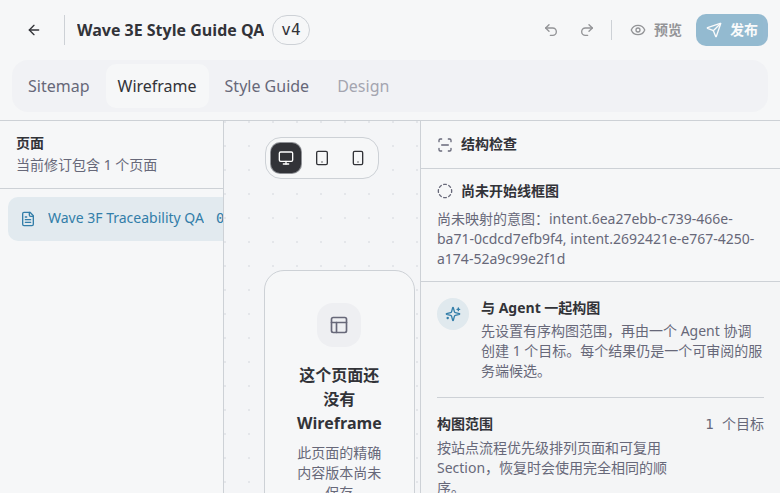 Wave 3E Style Guide QA v4 预览 发布
Sitemap Wireframe Style Guide Design
页面
当前修订包含 1 个页面
Wave 3F Traceability QA 0
这个页面还
没有
Wireframe
此页面的精确
内容版本尚未
保存
结构检查
尚未开始线框图
尚未映射的意图：intent.6ea27ebb-c739-466e-
ba71-0cdcd7efb9f4, intent.2692421e-e767-4250-
a174-52a9c99e2f1d
与 Agent 一起构图
先设置有序构图范围，再由一个 Agent 协调
创建 1 个目标。每个结果仍是一个可审阅的服
务端候选。
构图范围 1 个目标
按站点流程优先级排列页面和可复用
Section，恢复时会使用完全相同的顺
序。